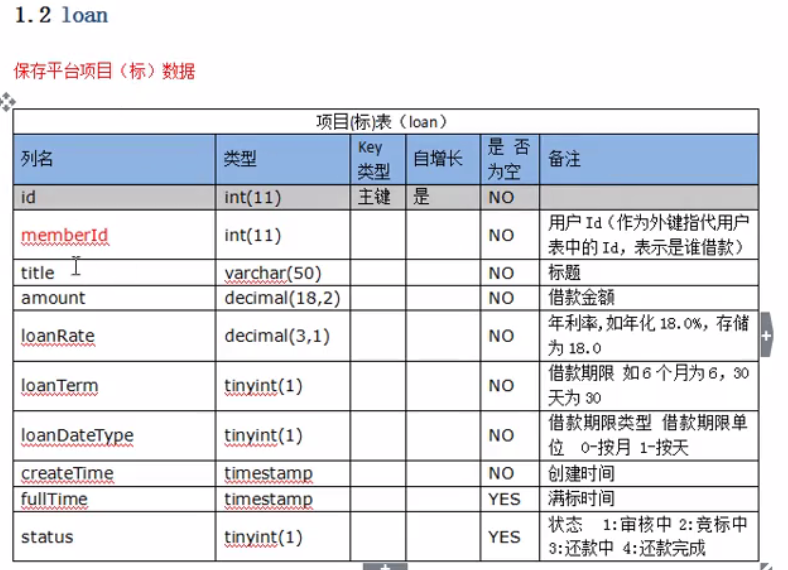 1.2 loan
保存平台项目（标）数据
项目(标)表（loan）
列名 类型 Key 类型 自增长 是 否 为空 备注
id int(11) 主键 是 NO
memberId int(11) NO 用户 Id（作为外键指代用户
表中的 Id，表示是谁借款）
title varchar(50) NO 标题
amount decimal(18,2) NO 借款金额
loanRate decimal(3,1) NO 年利率,如年化 18.0%，存储
为 18.0
loanTerm tinyint(1) NO 借款期限 如 6 个月为 6，30
天为 30
loanDateType tinyint(1) NO 借款期限类型 借款期限单
位 0-按月 1-按天
createTime timestamp NO 创建时间
fullTime timestamp YES 满标时间
status tinyint(1) YES 状态 1:审核中 2:竞标中
3:还款中 4:还款完成